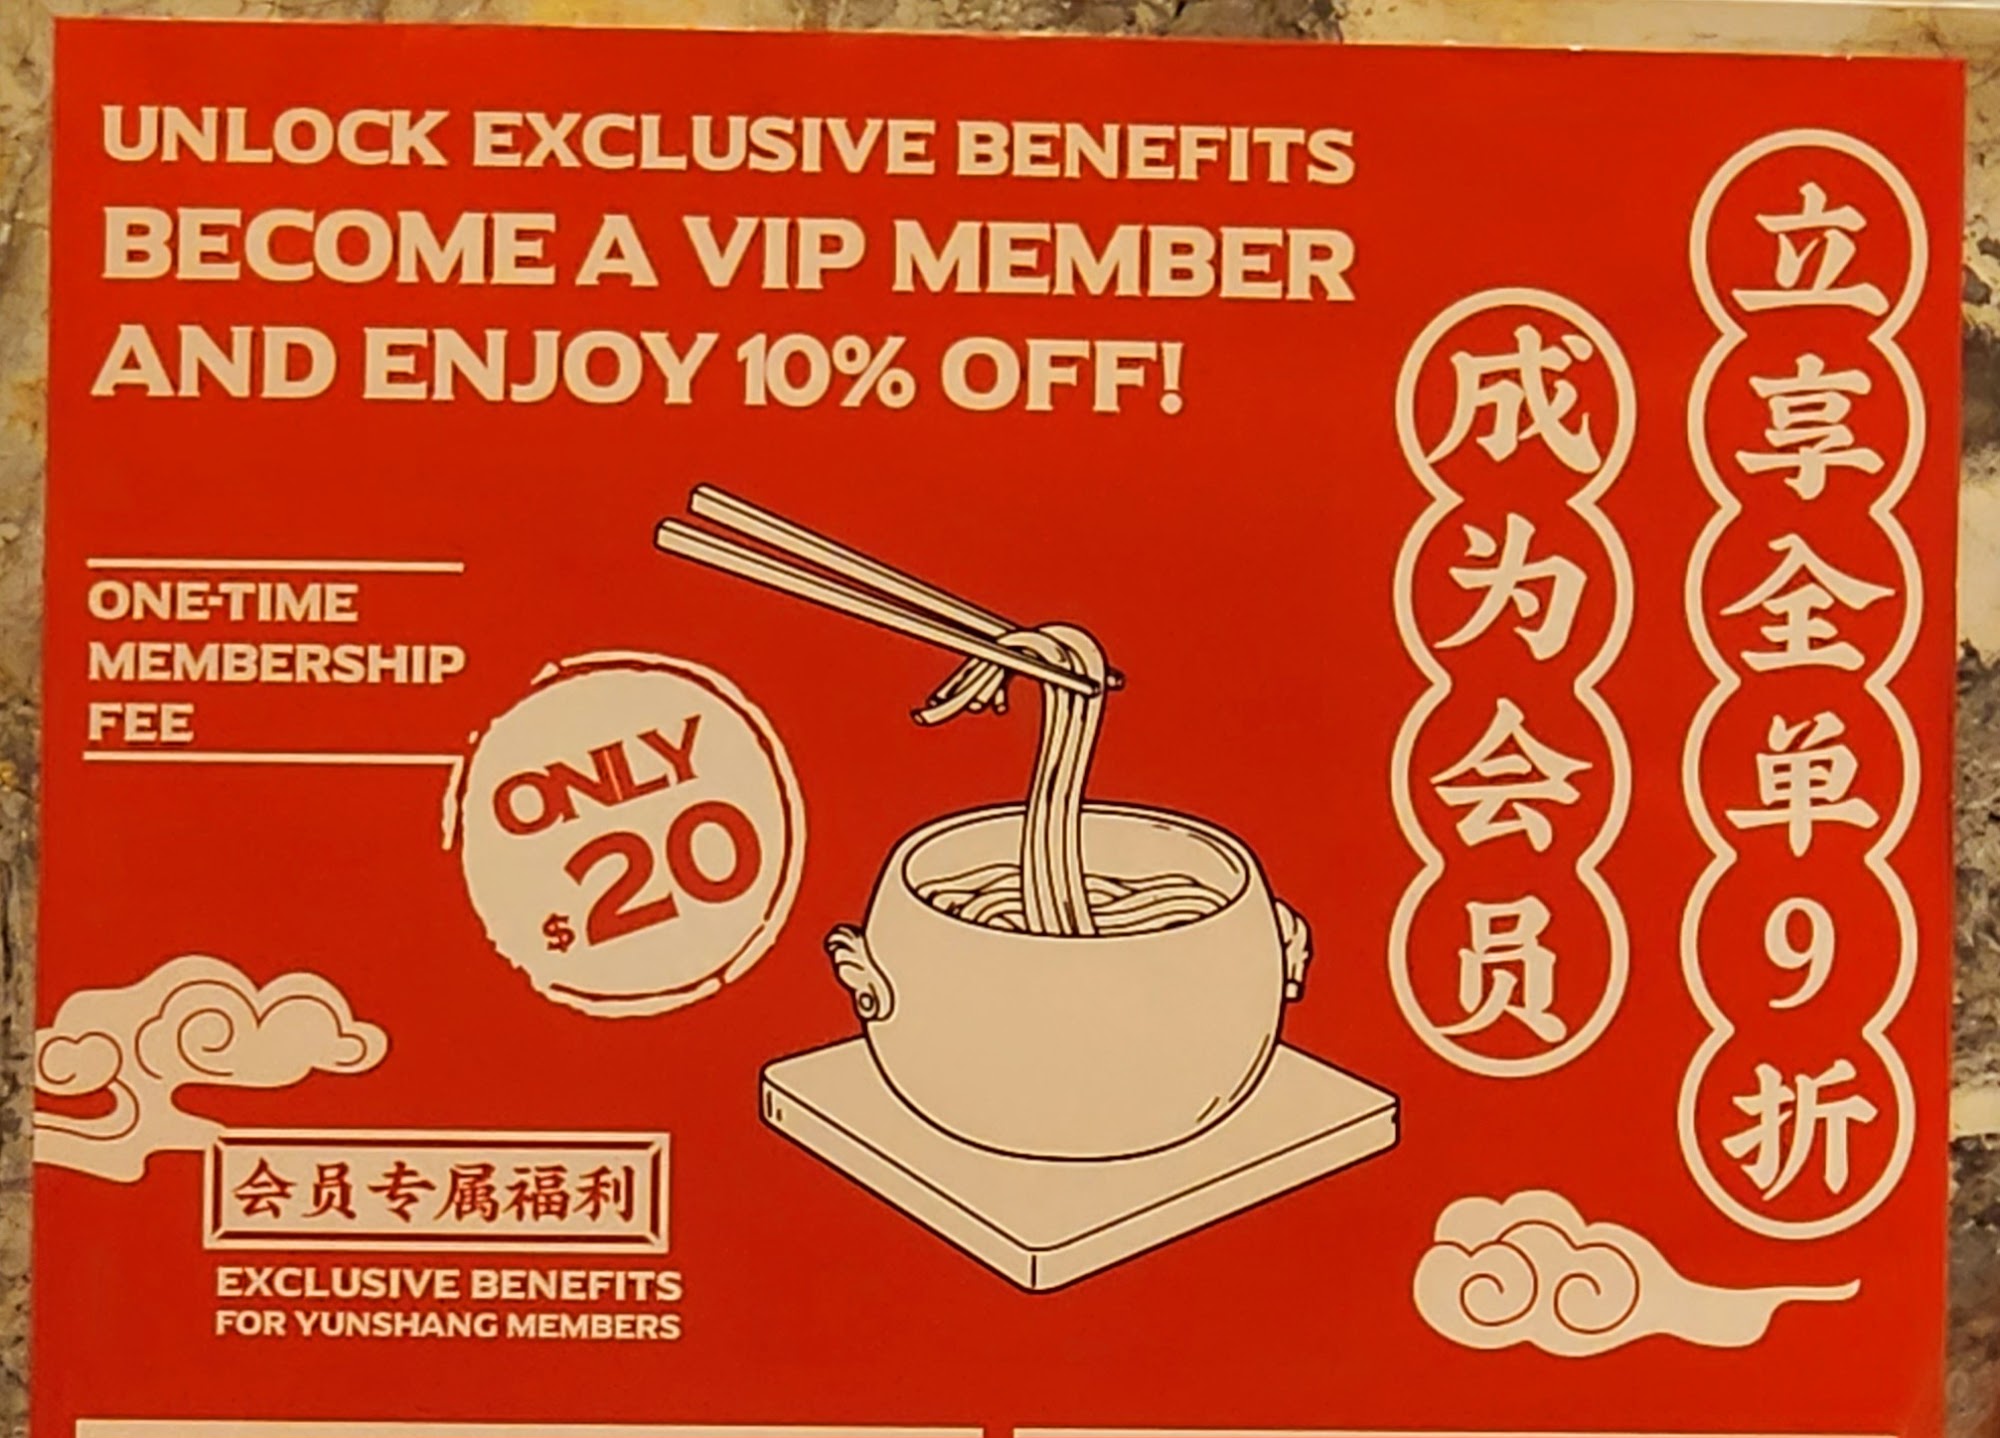 UNLOCK EXCLUSIVE BENEFITS
BECOME A VIP MEMBER
AND ENJOY 10% OFF!
立享全单9折
成为会员
ONE-TIME
MEMBERSHIP
FEE
ONLY
$20
会员专属福利
EXCLUSIVE BENEFITS
FOR YUNSHANG MEMBERS